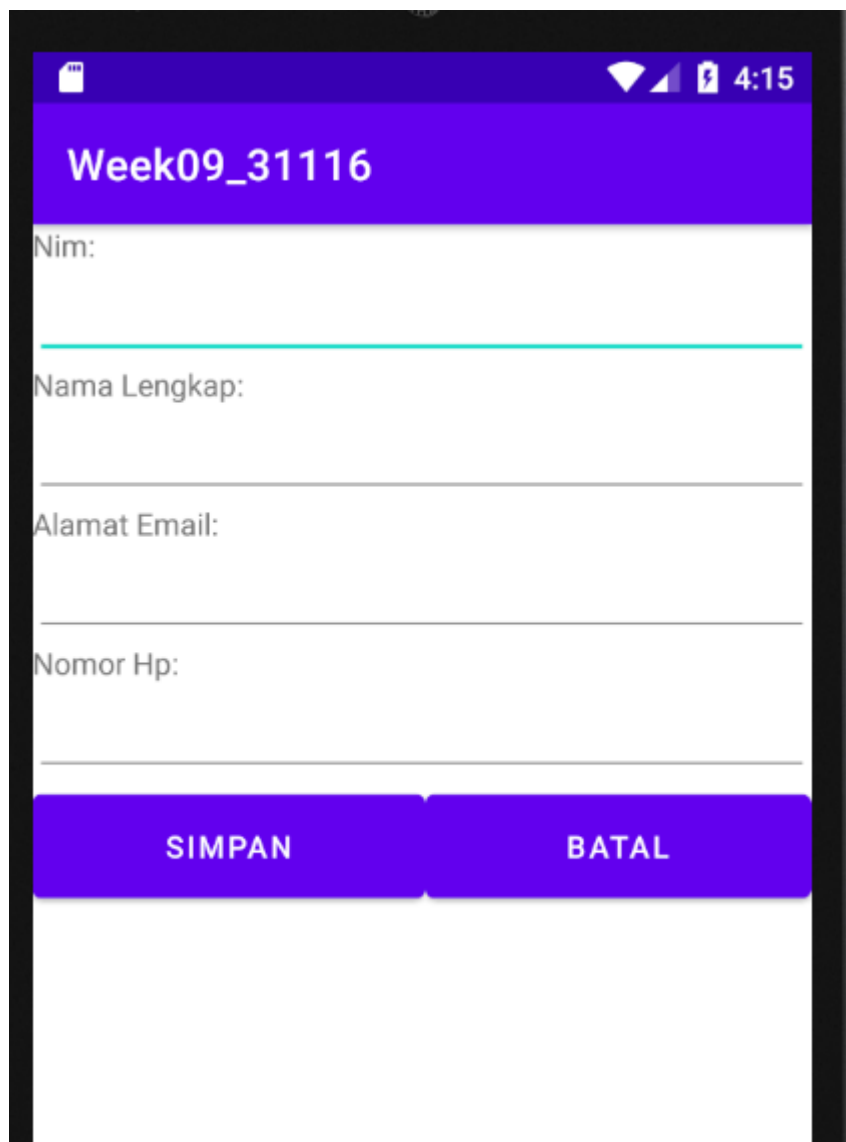 4:15
Week09_31116
Nim:
Nama Lengkap:
Alamat Email:
Nomor Hp:
SIMPAN BATAL